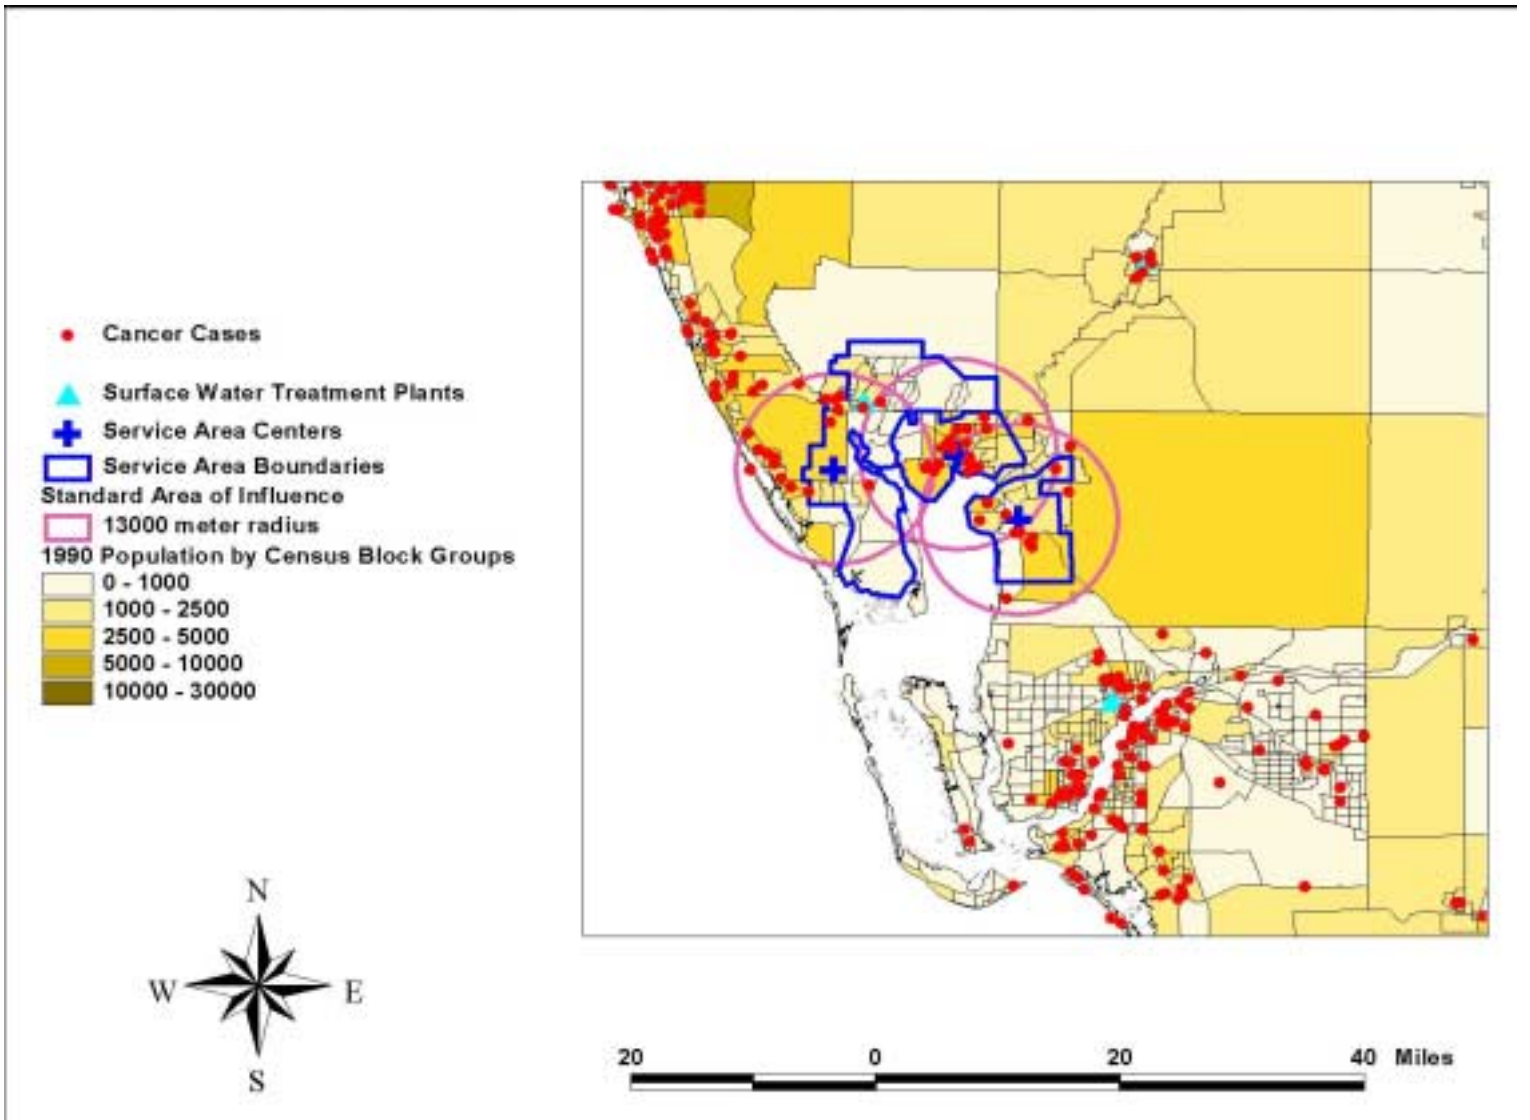 Cancer Cases
Surface Water Treatment Plants
Service Area Centers
Service Area Boundaries
Standard Area of Influence
13000 meter radius
1990 Population by Census Block Groups
0 - 1000
1000 - 2500
2500 - 5000
5000 - 10000
10000 - 30000
N
W E
S
20 0 20 40 Miles